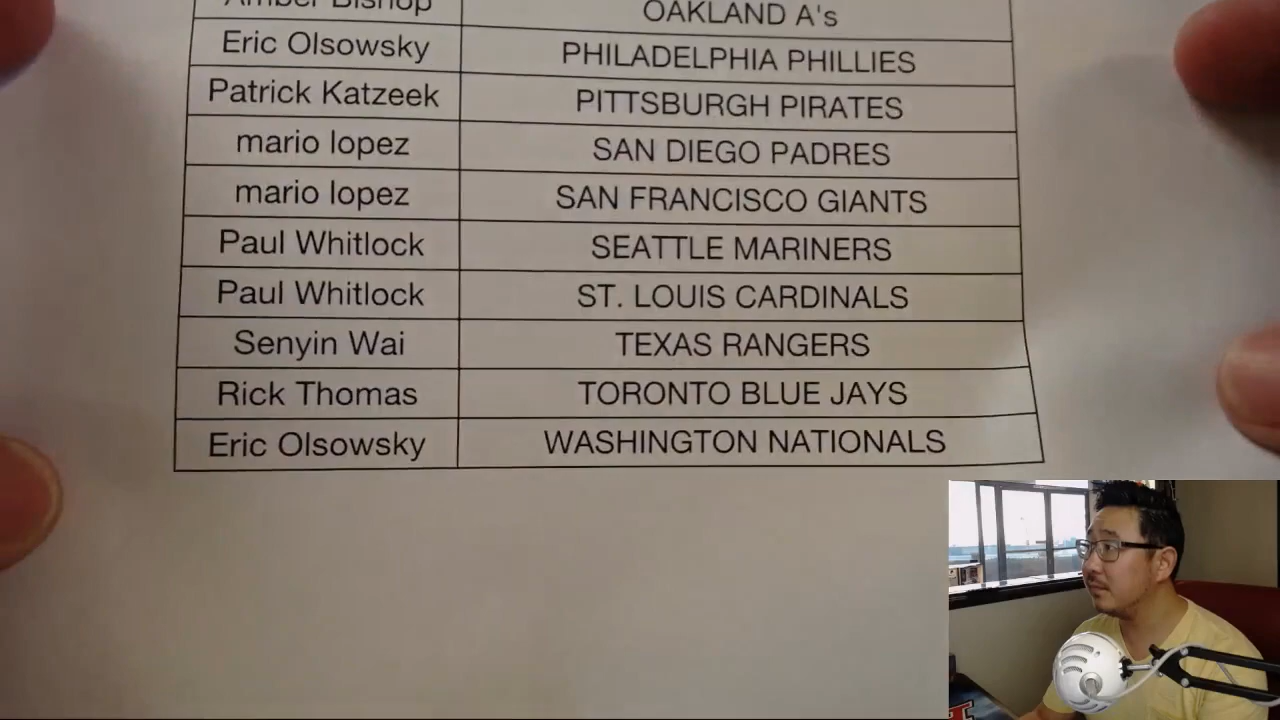 Amber Bishop OAKLAND A's
Eric Olsowsky PHILADELPHIA PHILLIES
Patrick Katzeek PITTSBURGH PIRATES
mario lopez SAN DIEGO PADRES
mario lopez SAN FRANCISCO GIANTS
Paul Whitlock SEATTLE MARINERS
Paul Whitlock ST. LOUIS CARDINALS
Senyin Wai TEXAS RANGERS
Rick Thomas TORONTO BLUE JAYS
Eric Olsowsky WASHINGTON NATIONALS